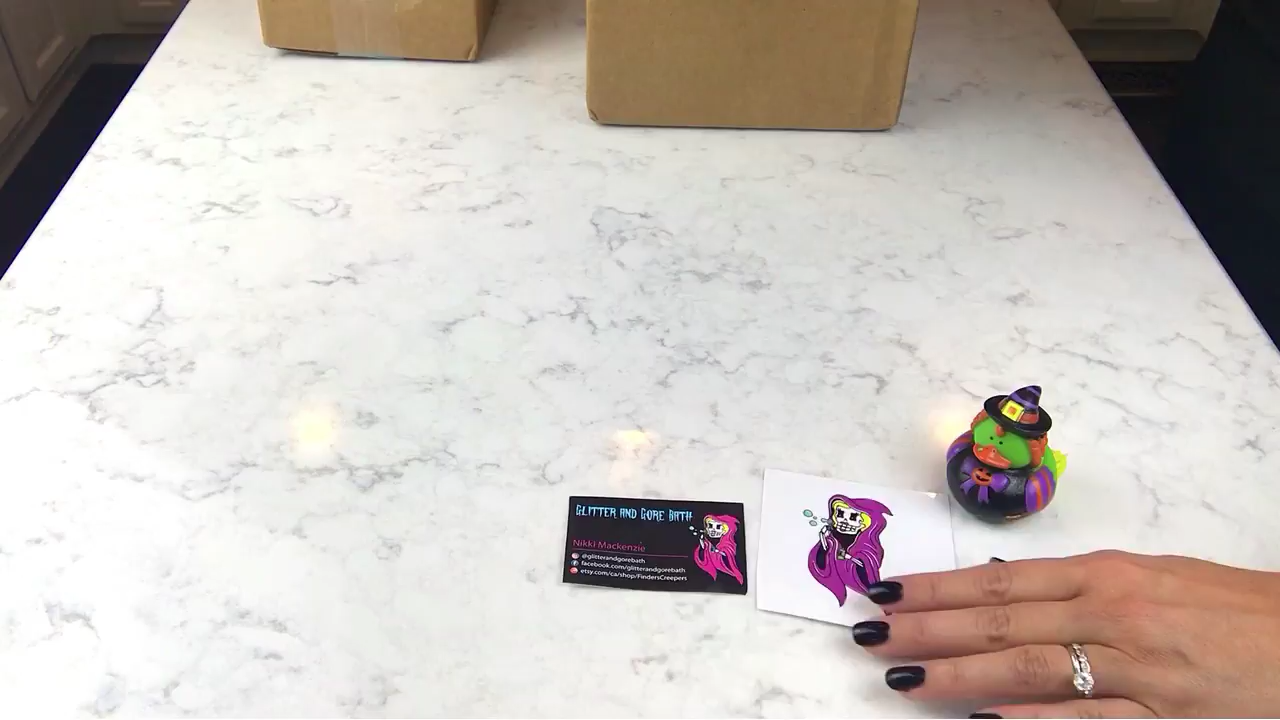 GLITTER AND GORE BATH
Nikki Mackenzie
@glitterandgorebath
facebook.com/glitterandgorebath
etsy.com/ca/shop/FindersCreepers